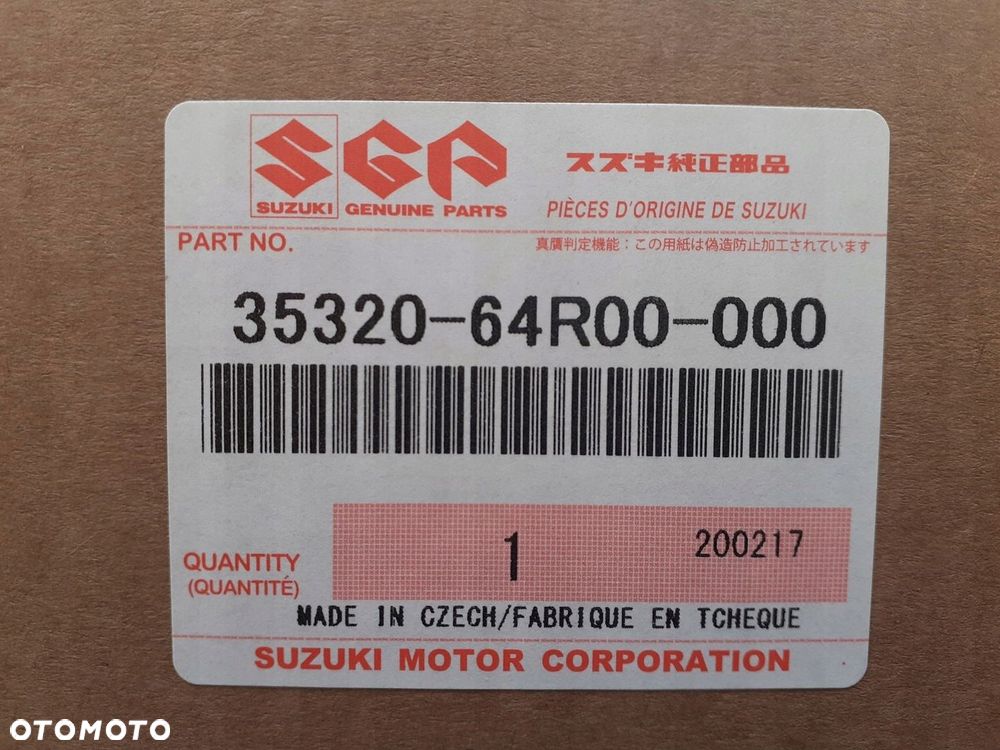 SGP
SUZUKI GENUINE PARTS
スズキ純正部品
PIÈCES D'ORIGINE DE SUZUKI
PART NO.
真贋判定機能：この用紙は偽造防止加工されています
35320-64R00-000
QUANTITY
(QUANTITÉ)
1
200217
MADE IN CZECH/FABRIQUE EN TCHEQUE
SUZUKI MOTOR CORPORATION
OTOMOTO